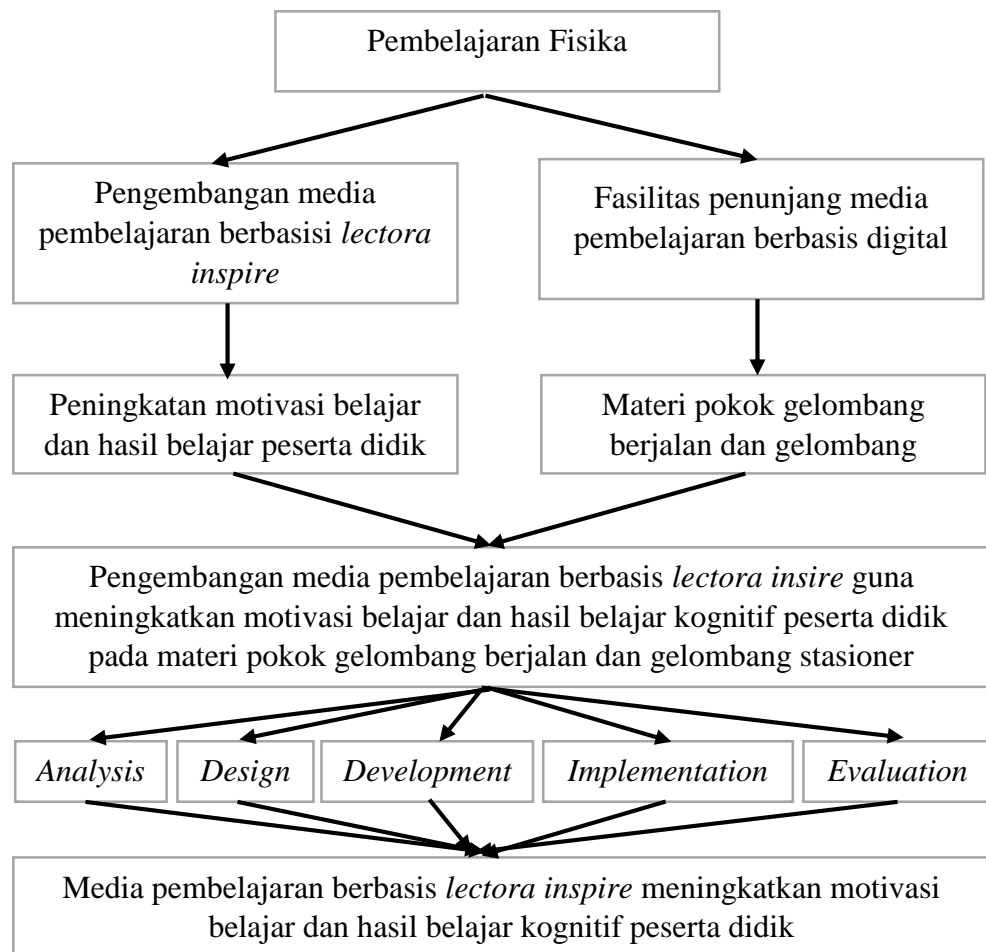 Pembelajaran Fisika
Pengembangan media
pembelajaran berbasisi lectora
inspire
Fasilitas penunjang media
pembelajaran berbasis digital
Peningkatan motivasi belajar
dan hasil belajar peserta didik
Materi pokok gelombang
berjalan dan gelombang
Pengembangan media pembelajaran berbasis lectora insire guna
meningkatkan motivasi belajar dan hasil belajar kognitif peserta didik
pada materi pokok gelombang berjalan dan gelombang stasioner
Analysis
Design
Development
Implementation
Evaluation
Media pembelajaran berbasis lectora inspire meningkatkan motivasi
belajar dan hasil belajar kognitif peserta didik